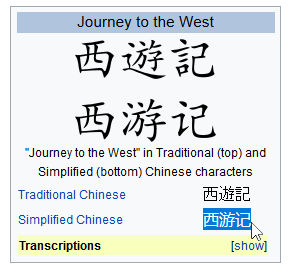 Journey to the West
西遊記
西游记
"Journey to the West" in Traditional (top) and
Simplified (bottom) Chinese characters
Traditional Chinese 西遊記
Simplified Chinese 西游记
Transcriptions [show]